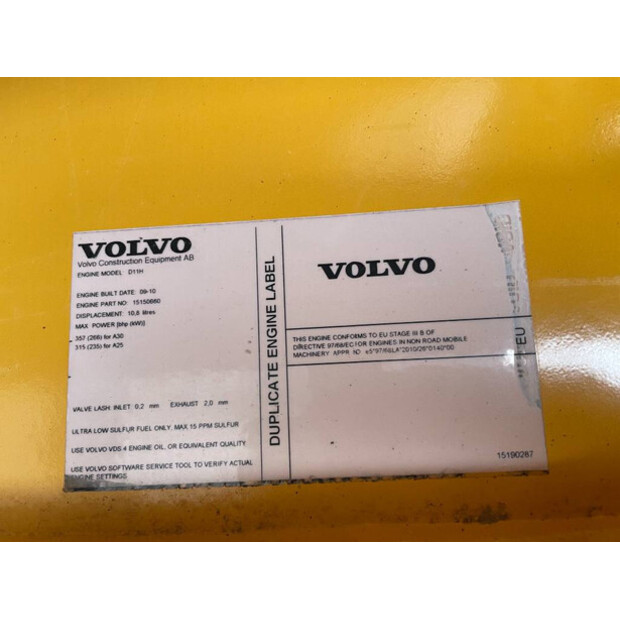 VOLVO
Volvo Construction Equipment AB
ENGINE MODEL: D11H
ENGINE BUILT DATE: 09-10
ENGINE PART NO: 15150860
DISPLACEMENT: 10,8 litres
MAX POWER [bhp (kW)]
357 (266) for A30
315 (235) for A25
VALVE LASH: INLET: 0.2 mm EXHAUST: 2,0 mm
ULTRA LOW SULFUR FUEL ONLY, MAX 15 PPM SULFUR
USE VOLVO VDS 4 ENGINE OIL, OR EQUIVALENT QUALITY
USE VOLVO SOFTWARE SERVICE TOOL TO VERIFY ACTUAL
ENGINE SETTINGS
DUPLICATE ENGINE LABEL
VOLVO
THIS ENGINE CONFORMS TO EU STAGE III B OF
DIRECTIVE 97/68/EC FOR ENGINES IN NON ROAD MOBILE
MACHINERY APPR NO
15190287
EU